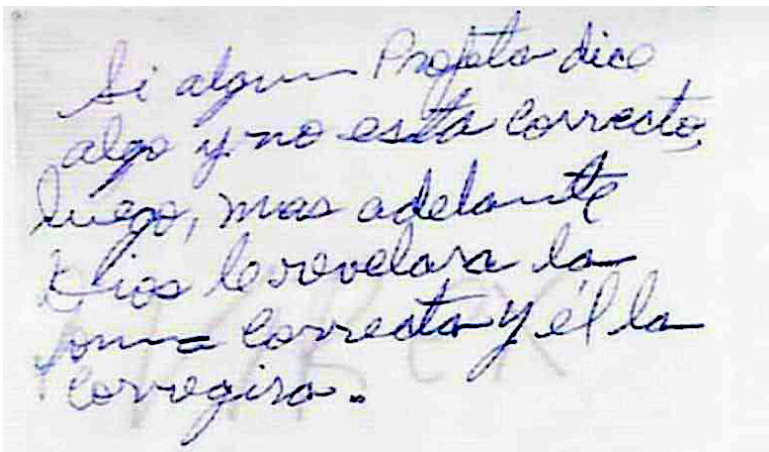 Si algun Profeta dice
algo y no esta correcto,
luego, mas adelante
Dios le revelara la
forma correcta y él la
corregira.